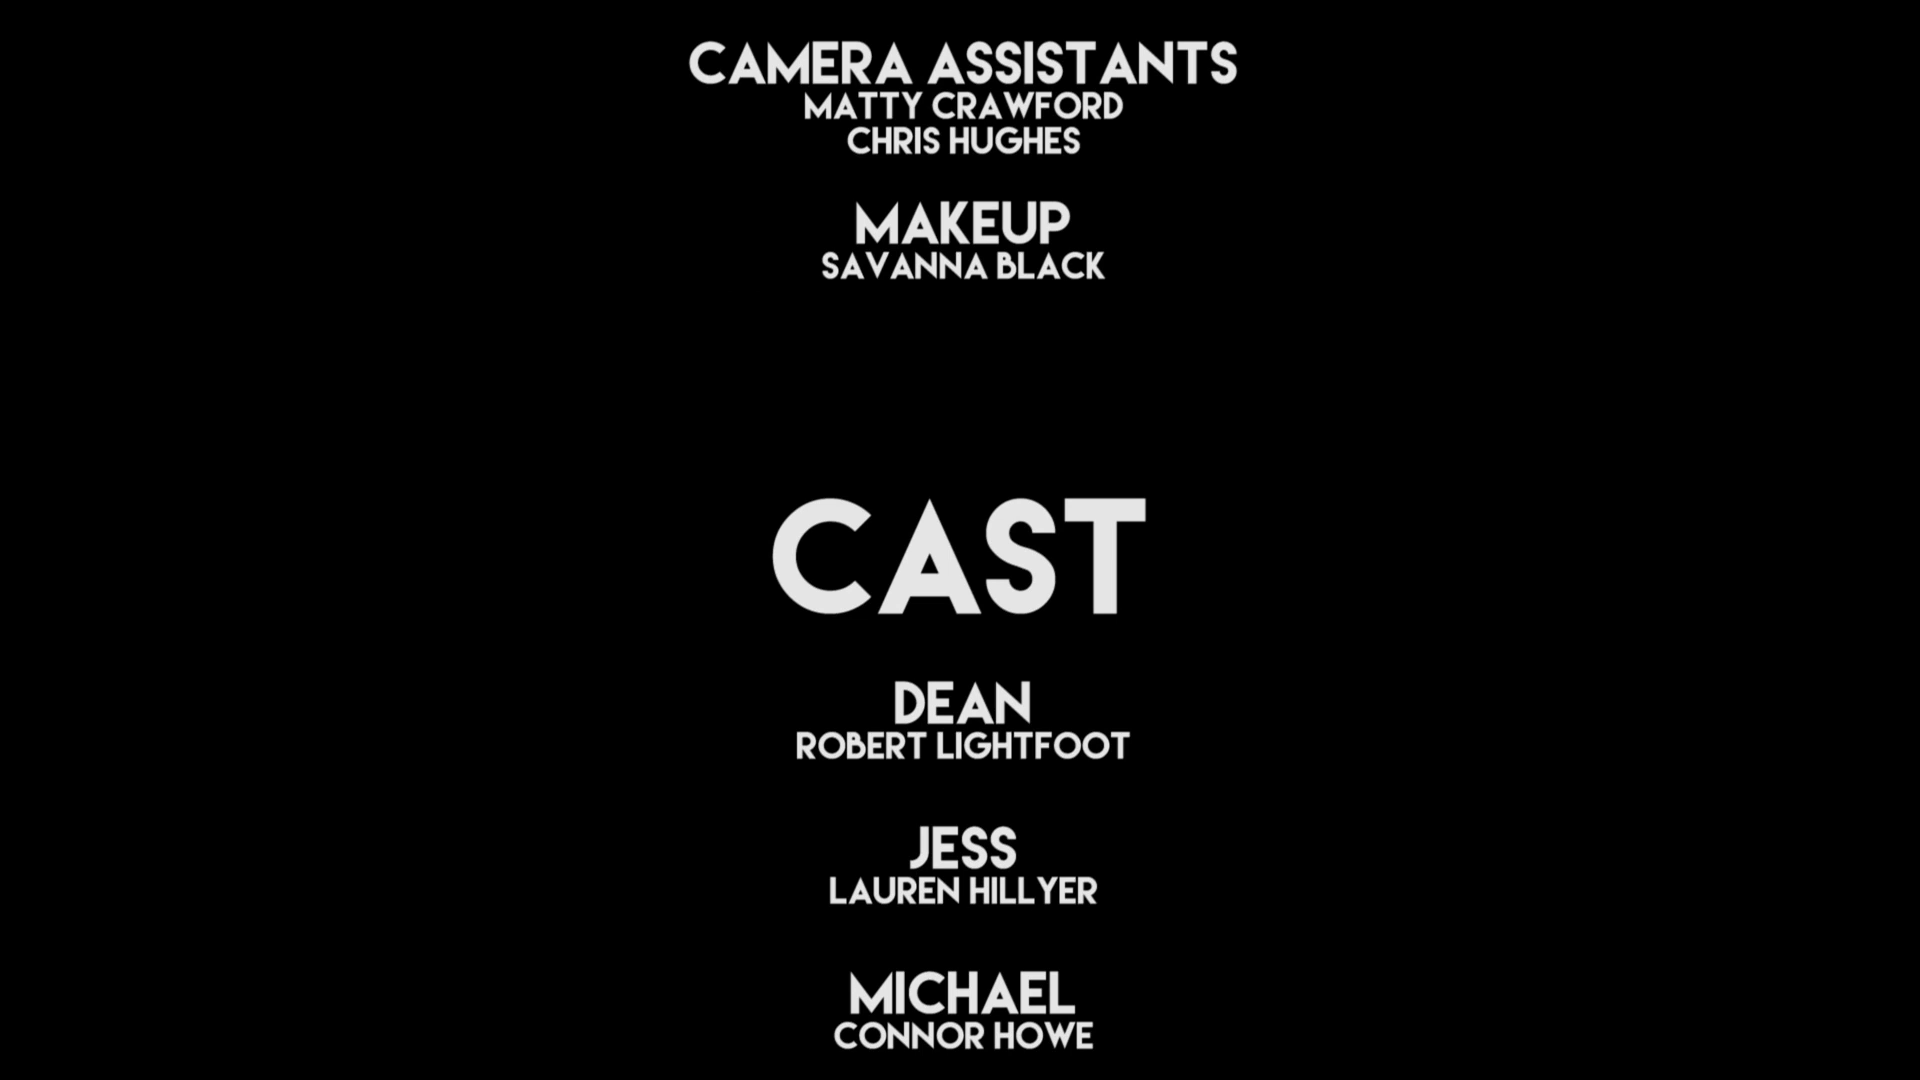 CAMERA ASSISTANTS
MATTY CRAWFORD
CHRIS HUGHES
MAKEUP
SAVANNA BLACK
CAST
DEAN
ROBERT LIGHTFOOT
JESS
LAUREN HILLYER
MICHAEL
CONNOR HOWE